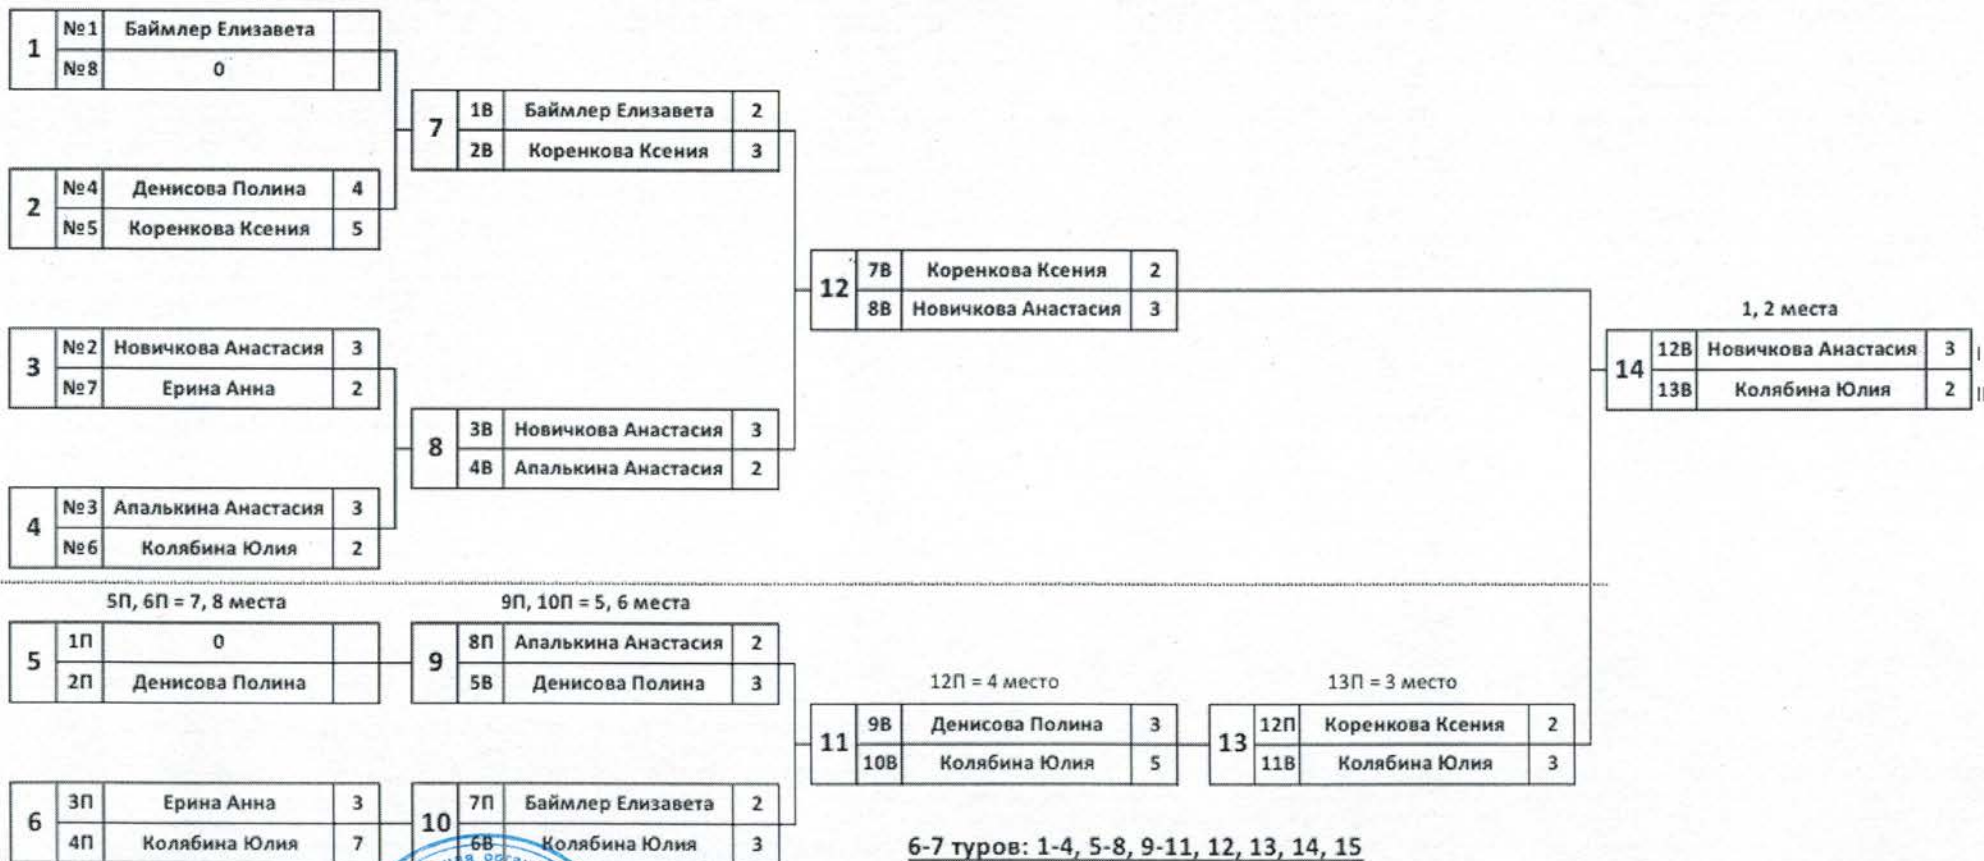 1 №1 Баймлер Елизавета
№8 0
7 1В Баймлер Елизавета 2
2В Коренкова Ксения 3
2 №4 Денисова Полина 4
№5 Коренкова Ксения 5
12 7В Коренкова Ксения 2
8В Новичкова Анастасия 3
1, 2 места
3 №2 Новичкова Анастасия 3
№7 Ерина Анна 2
14 12В Новичкова Анастасия 3 I
13В Колябина Юлия 2 II
8 3В Новичкова Анастасия 3
4В Апалькина Анастасия 2
4 №3 Апалькина Анастасия 3
№6 Колябина Юлия 2
5П, 6П = 7, 8 места
9П, 10П = 5, 6 места
5 1П 0
2П Денисова Полина
9 8П Апалькина Анастасия 2
5В Денисова Полина 3
12П = 4 место
13П = 3 место
11 9В Денисова Полина 3
10В Колябина Юлия 5
13 12П Коренкова Ксения 2
11В Колябина Юлия 3
6 3П Ерина Анна 3
4П Колябина Юлия 7
10 7П Баймлер Елизавета 2
6В Колябина Юлия 3
6-7 туров: 1-4, 5-8, 9-11, 12, 13, 14, 15